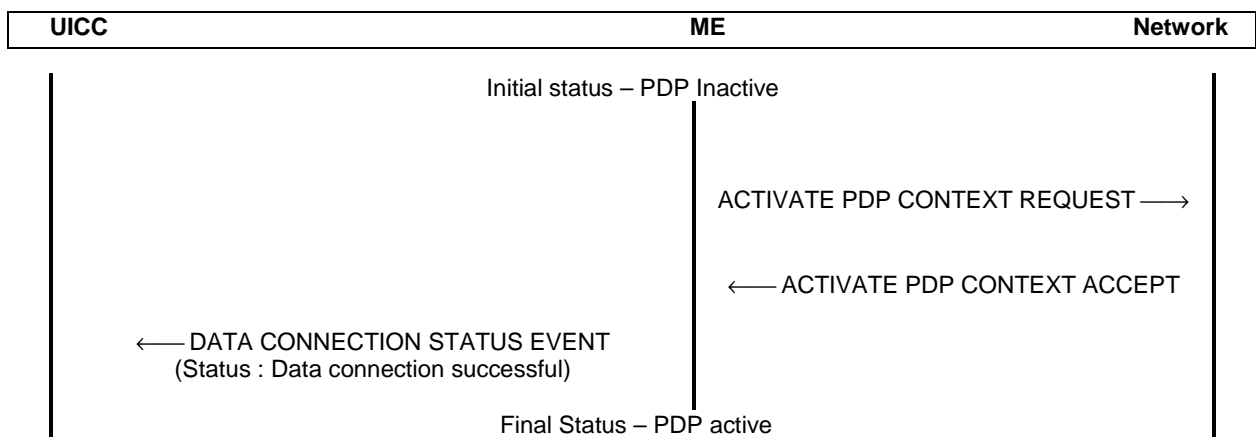 UICC ME Network
Initial status – PDP Inactive
ACTIVATE PDP CONTEXT REQUEST ⟶
⟵ ACTIVATE PDP CONTEXT ACCEPT
⟵ DATA CONNECTION STATUS EVENT
(Status : Data connection successful)
Final Status – PDP active